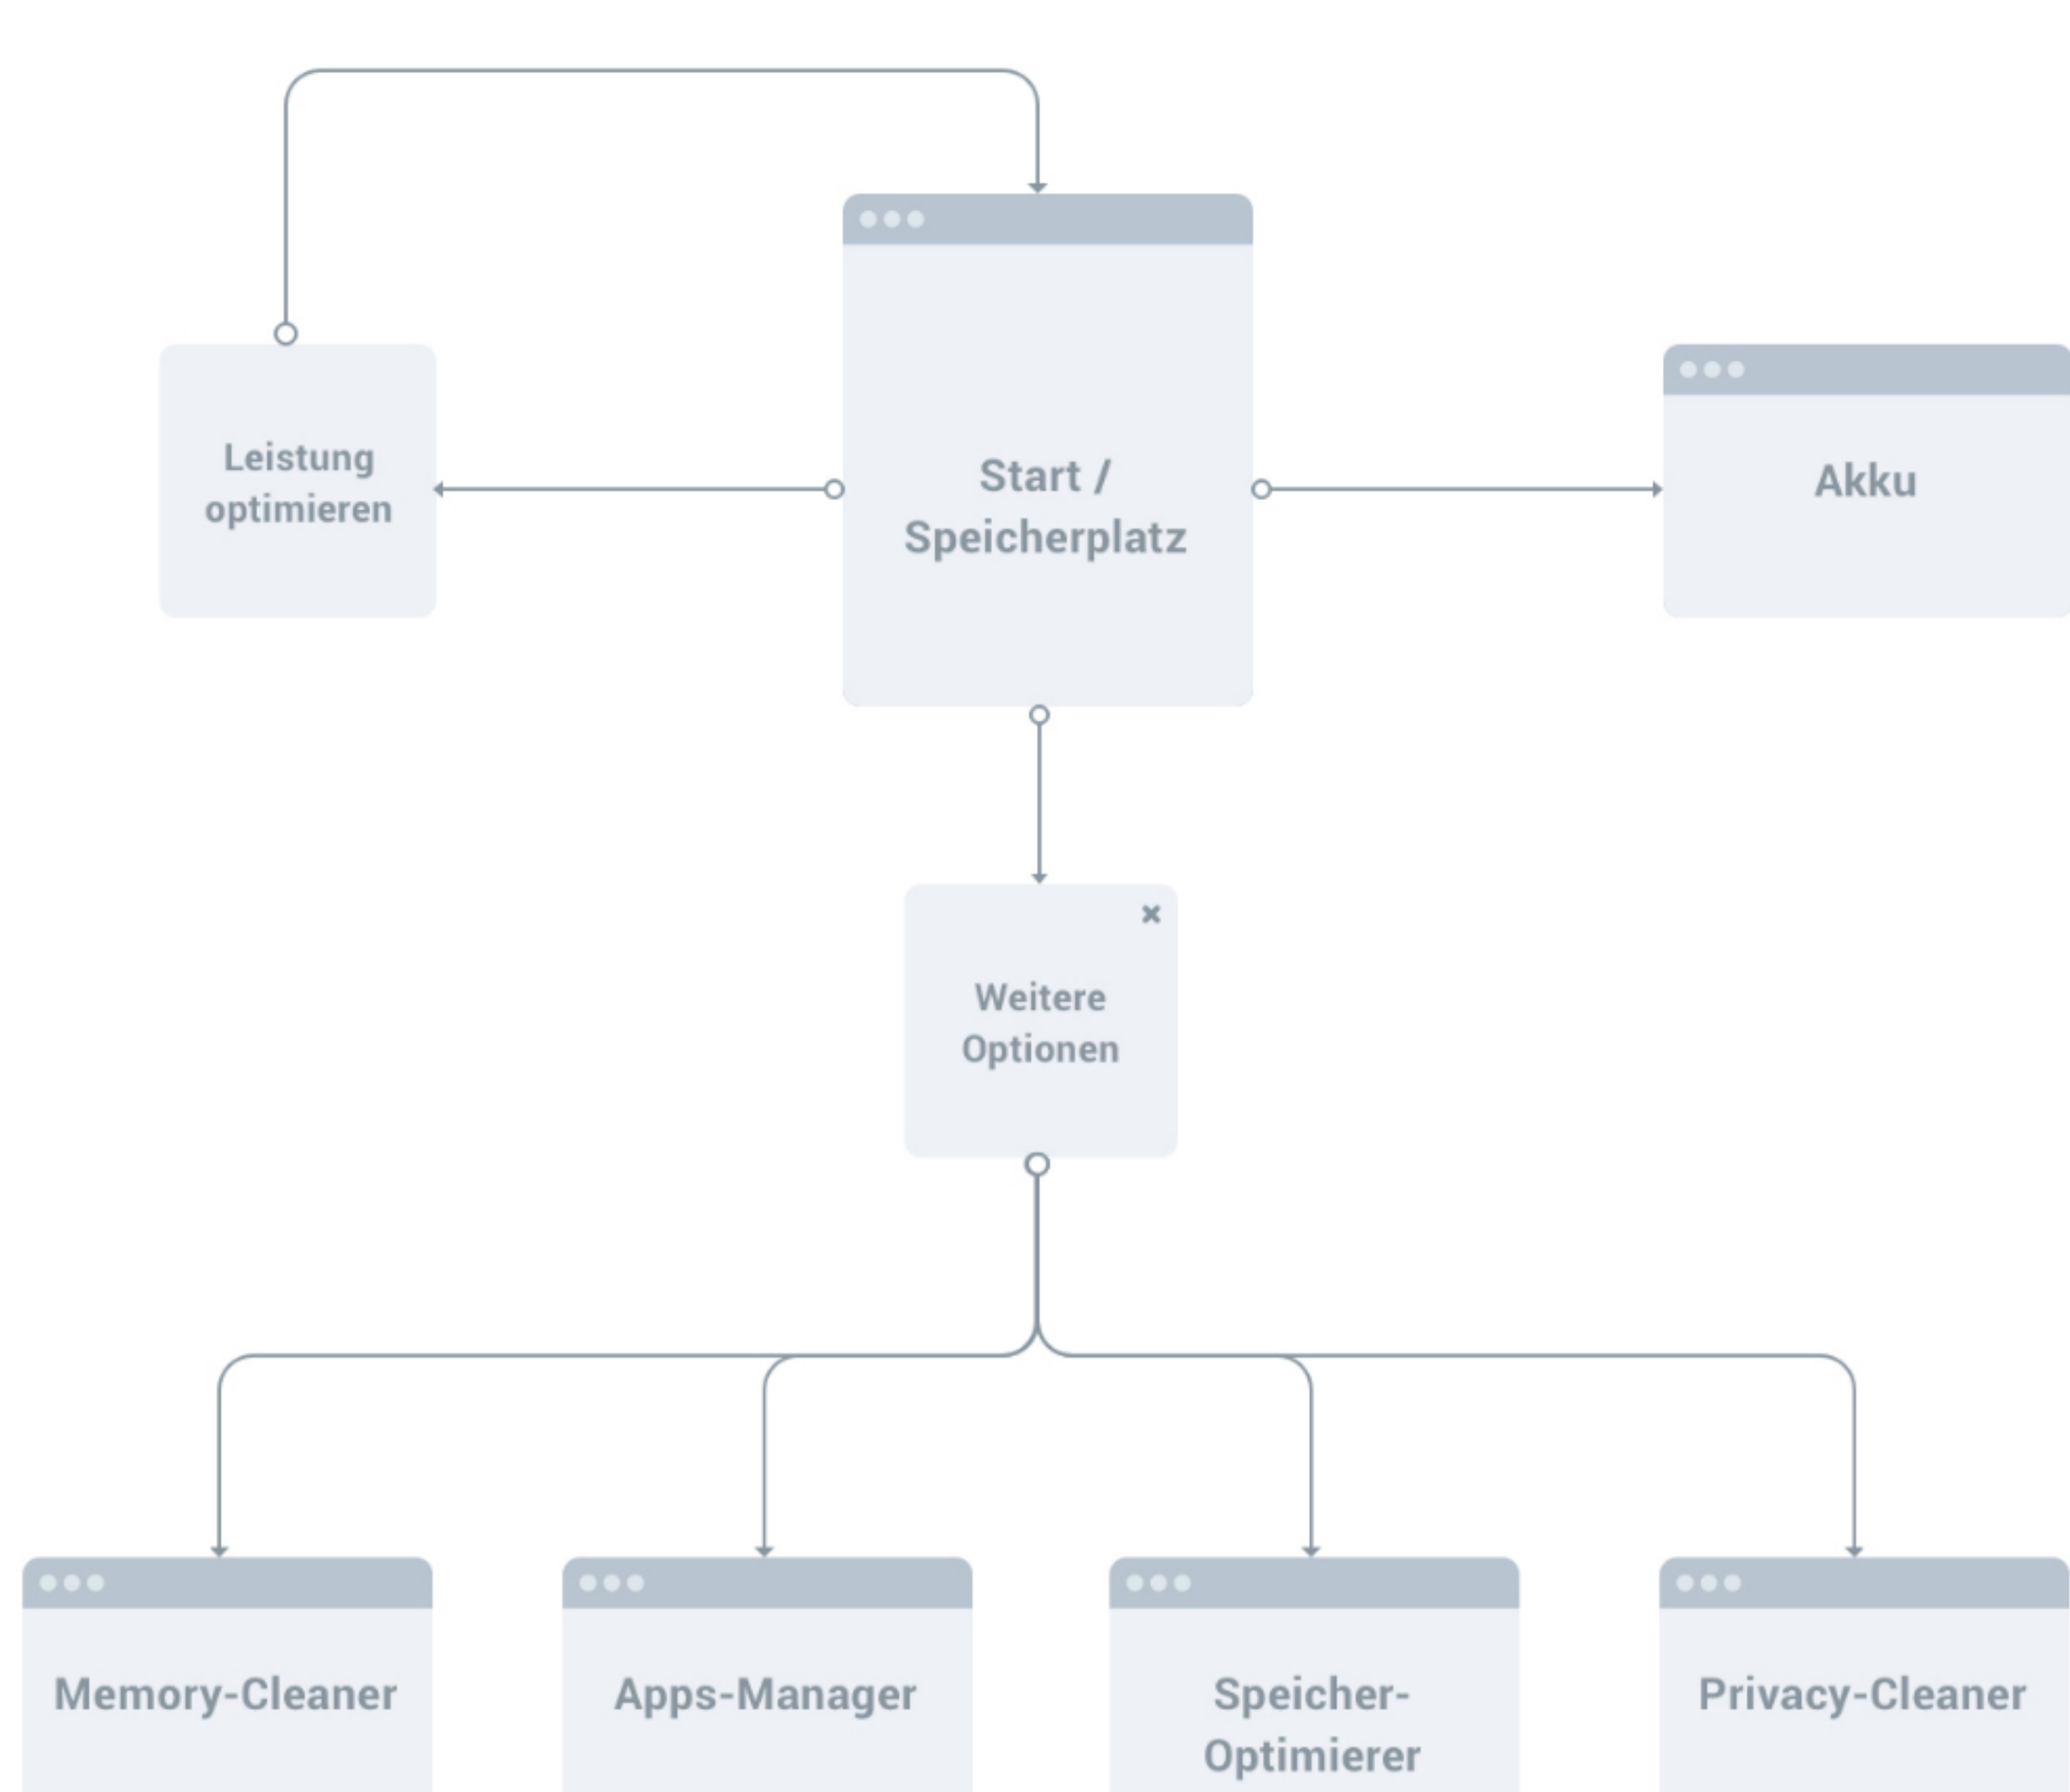 Leistung
optimieren
Start /
Speicherplatz
Akku
Weitere
Optionen
Memory-Cleaner
Apps-Manager
Speicher-
Optimierer
Privacy-Cleaner